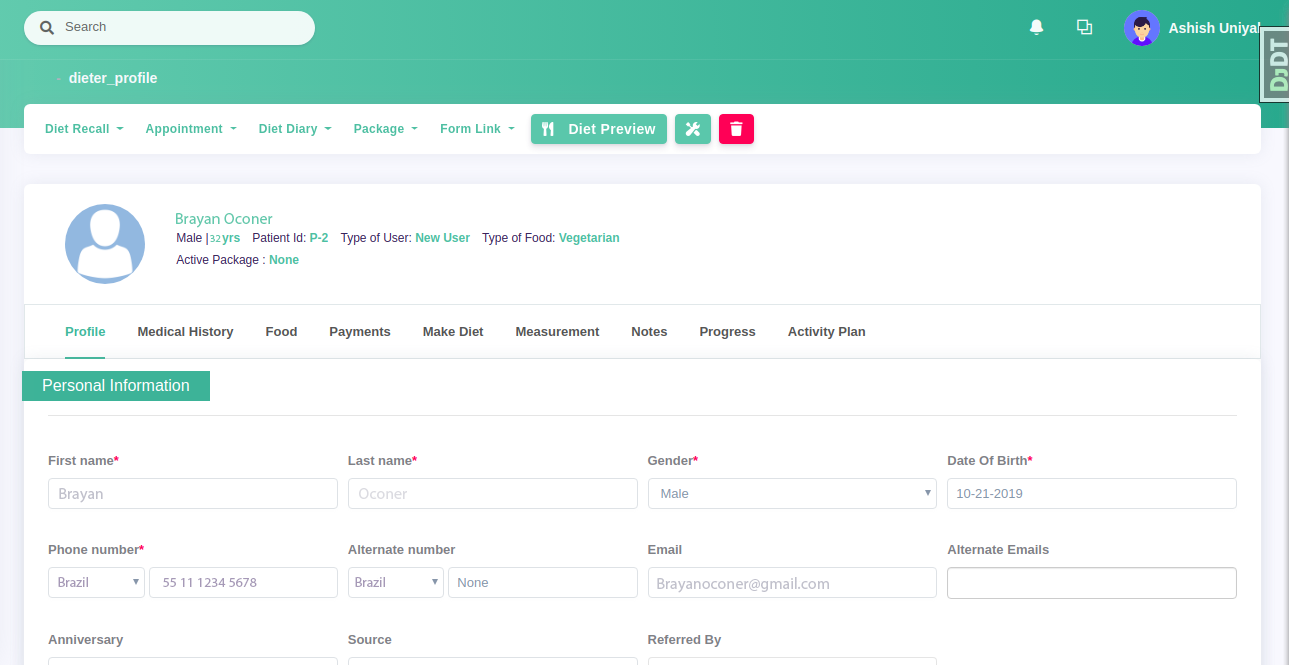 Search
Ashish Uniyal
DJDT
dieter_profile
Diet Recall Appointment Diet Diary Package Form Link Diet Preview
Brayan Oconer
Male |32yrs Patient Id: P-2 Type of User: New User Type of Food: Vegetarian
Active Package : None
Profile Medical History Food Payments Make Diet Measurement Notes Progress Activity Plan
Personal Information
First name* Last name* Gender* Date Of Birth*
Brayan Oconer Male 10-21-2019
Phone number* Alternate number Email Alternate Emails
Brazil 55 11 1234 5678 Brazil None Brayanoconer@gmail.com
Anniversary Source Referred By